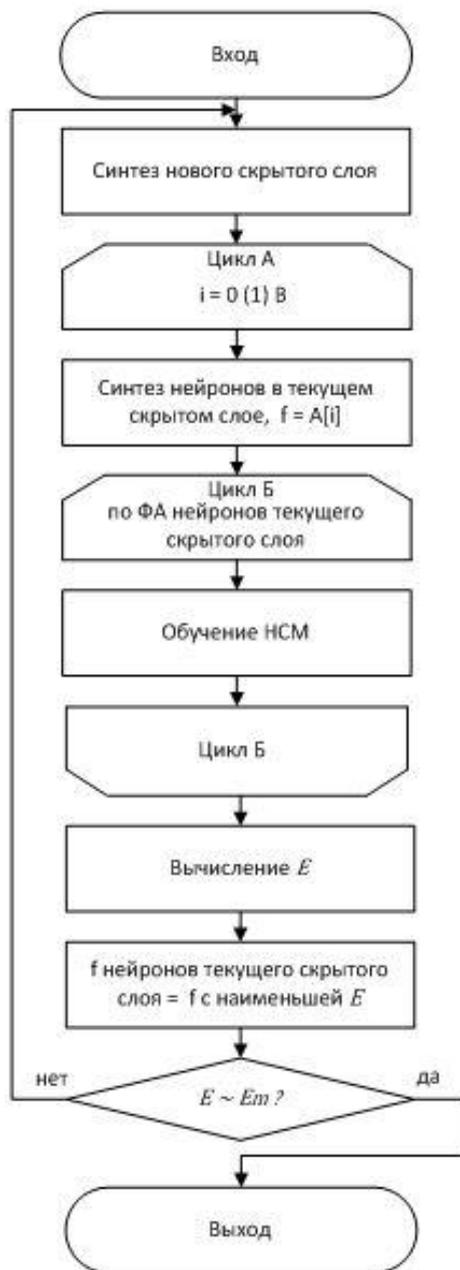 Вход
Синтез нового скрытого слоя
Цикл А
i = 0 (1) B
Синтез нейронов в текущем
скрытом слое, f = A[i]
Цикл Б
по ФА нейронов текущего
скрытого слоя
Обучение НСМ
Цикл Б
Вычисление E
f нейронов текущего скрытого
слоя = f с наименьшей E
нет
да
E ~ Em ?
Выход